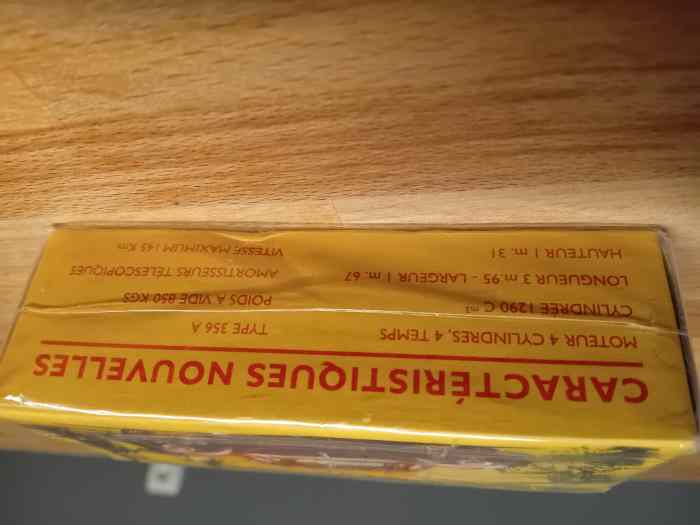 CARACTÉRISTIQUES NOUVELLES
MOTEUR 4 CYLINDRES, 4 TEMPS
CYLINDRÉE 1290 C m3
LONGUEUR 3 m. 95 - LARGEUR 1 m. 67
HAUTEUR 1 m. 31
TYPE 356 A
POIDS A VIDE 850 KGS
AMORTISSEURS TÉLESCOPIQUES
VITESSE MAXIMUM 145 Km